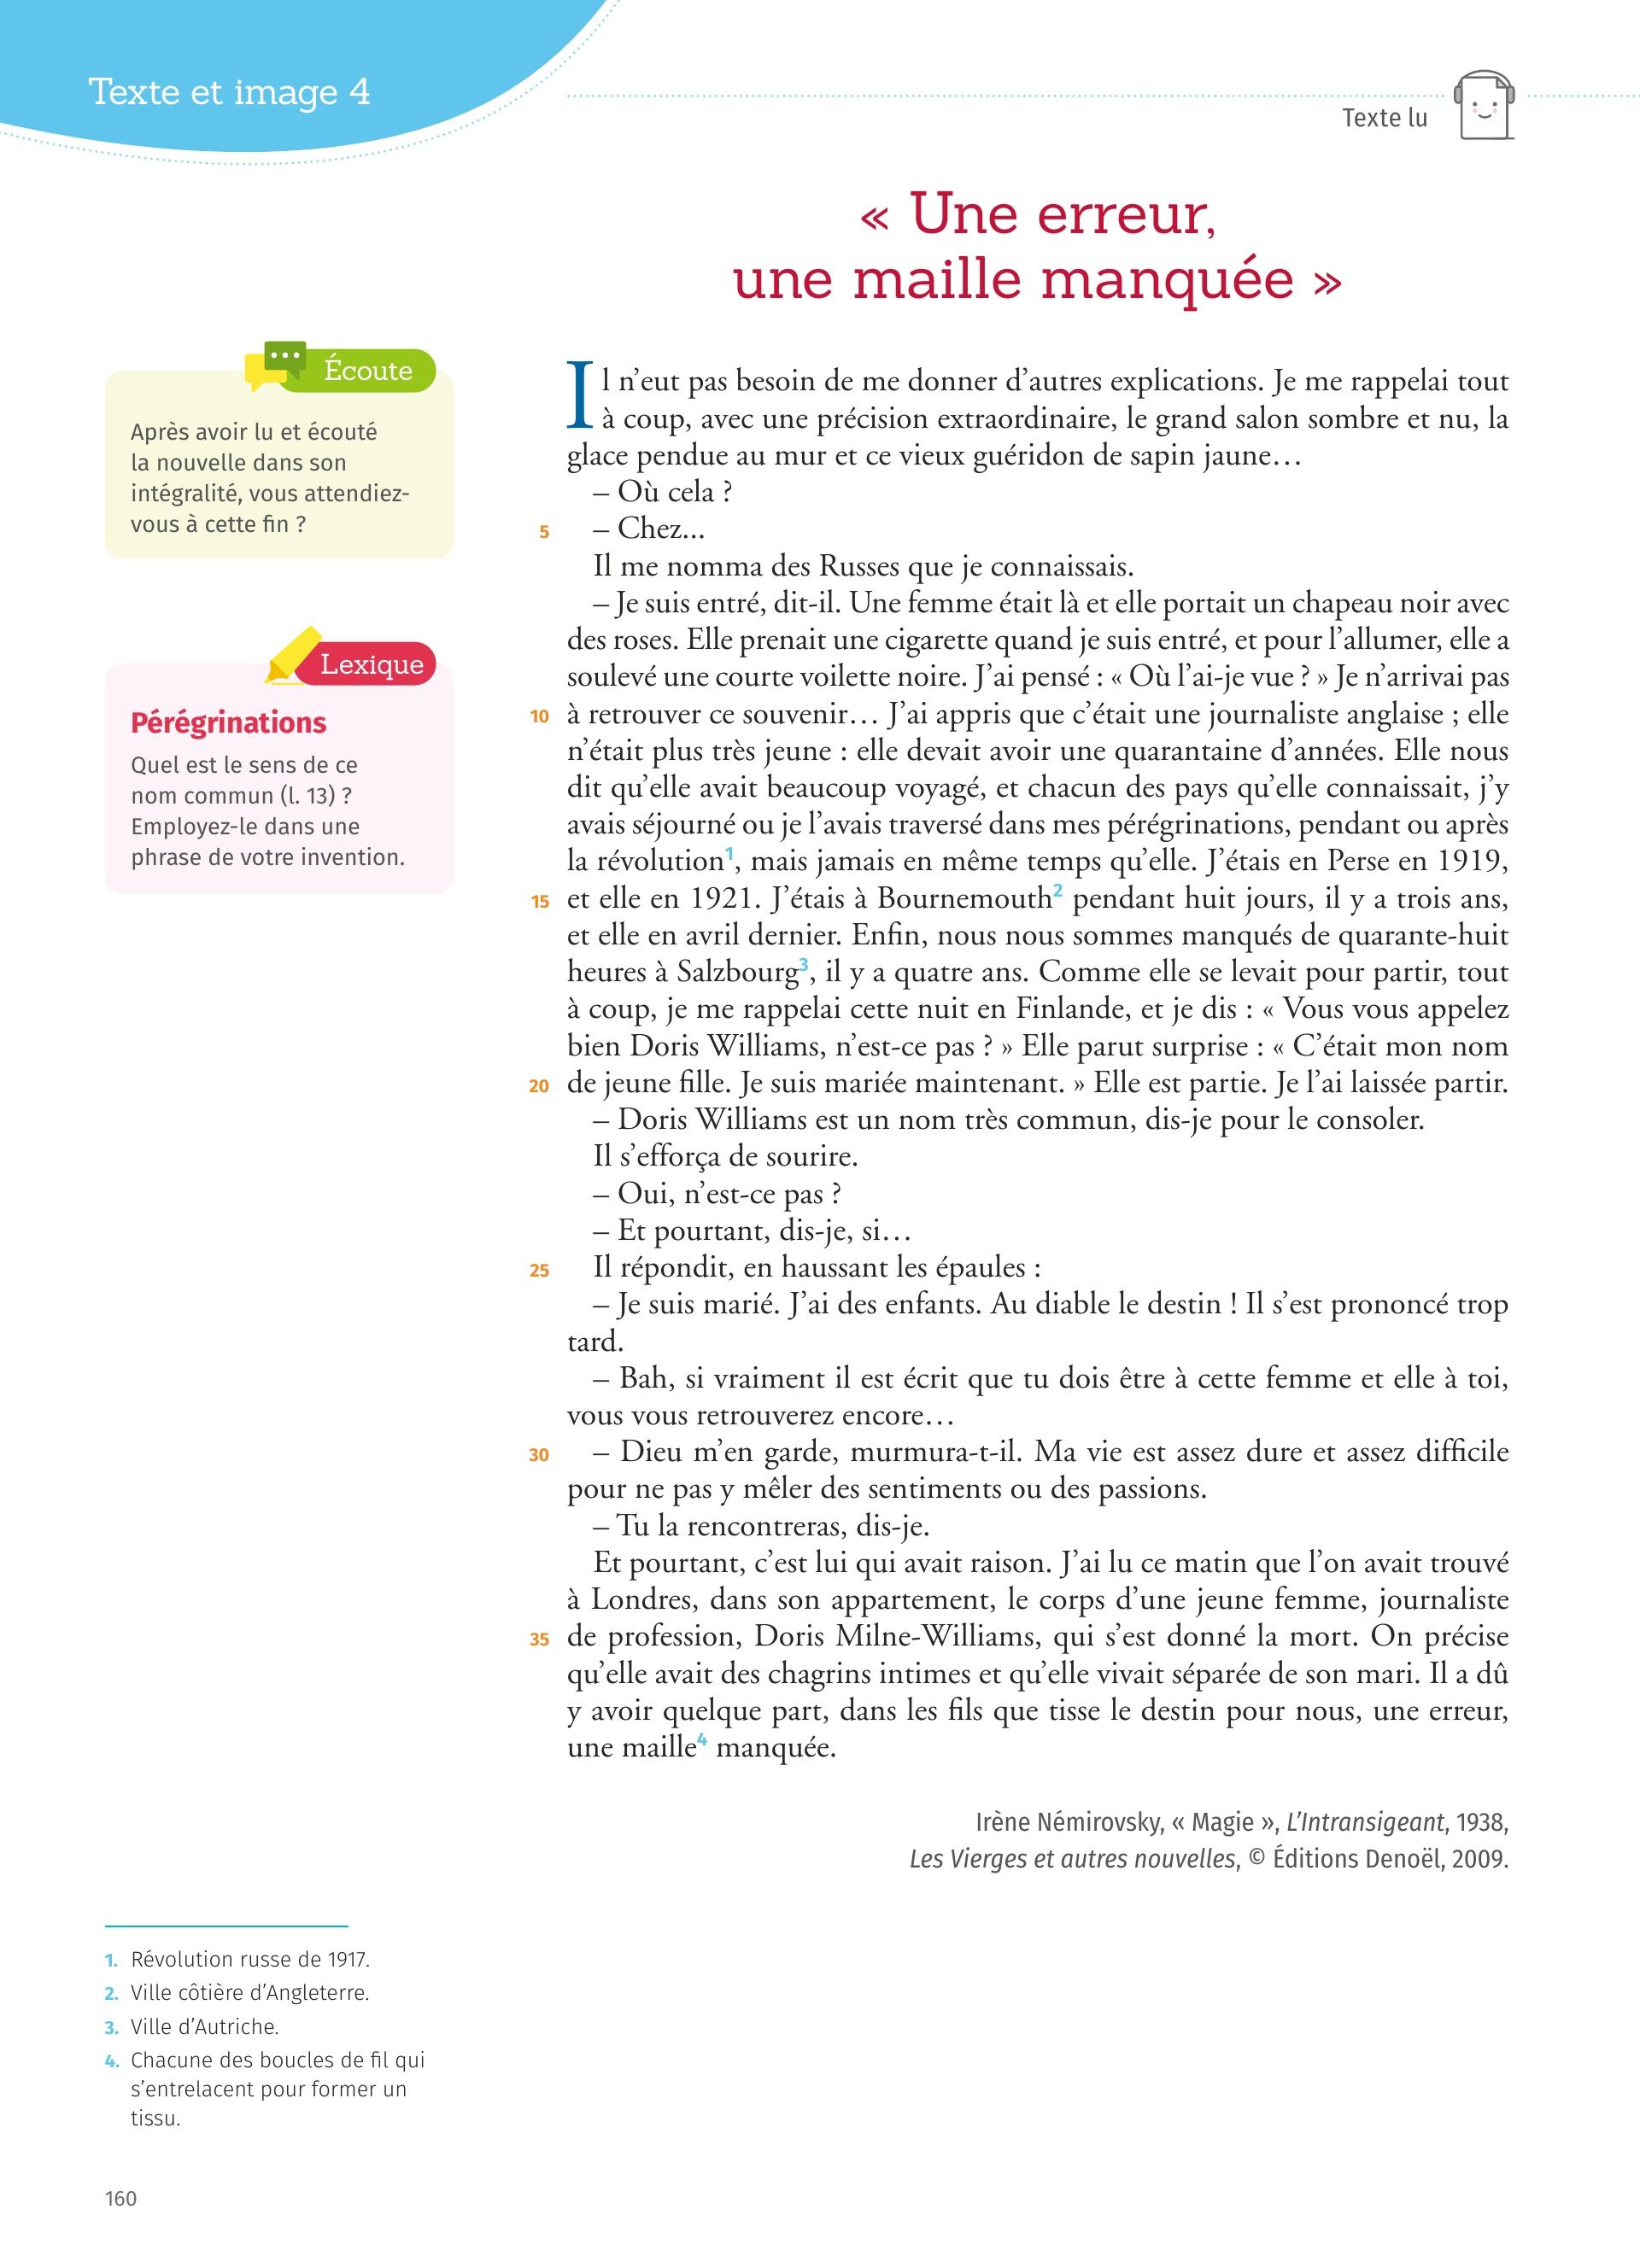 Texte et image 4
Texte lu
« Une erreur,
une maille manquée »
Écoute
Après avoir lu et écouté
la nouvelle dans son
intégralité, vous attendiez-
vous à cette fin ?
Lexique
Pérégrinations
Quel est le sens de ce
nom commun (l. 13) ?
Employez-le dans une
phrase de votre invention.
Il n’eut pas besoin de me donner d’autres explications. Je me rappelai tout
à coup, avec une précision extraordinaire, le grand salon sombre et nu, la
glace pendue au mur et ce vieux guéridon de sapin jaune…
– Où cela ?
5 – Chez...
Il me nomma des Russes que je connaissais.
– Je suis entré, dit-il. Une femme était là et elle portait un chapeau noir avec
des roses. Elle prenait une cigarette quand je suis entré, et pour l’allumer, elle a
soulevé une courte voilette noire. J’ai pensé : « Où l’ai-je vue ? » Je n’arrivai pas
10 à retrouver ce souvenir… J’ai appris que c’était une journaliste anglaise ; elle
n’était plus très jeune : elle devait avoir une quarantaine d’années. Elle nous
dit qu’elle avait beaucoup voyagé, et chacun des pays qu’elle connaissait, j’y
avais séjourné ou je l’avais traversé dans mes pérégrinations, pendant ou après
la révolution1, mais jamais en même temps qu’elle. J’étais en Perse en 1919,
15 et elle en 1921. J’étais à Bournemouth2 pendant huit jours, il y a trois ans,
et elle en avril dernier. Enfin, nous nous sommes manqués de quarante-huit
heures à Salzbourg3, il y a quatre ans. Comme elle se levait pour partir, tout
à coup, je me rappelai cette nuit en Finlande, et je dis : « Vous vous appelez
bien Doris Williams, n’est-ce pas ? » Elle parut surprise : « C’était mon nom
20 de jeune fille. Je suis mariée maintenant. » Elle est partie. Je l’ai laissée partir.
– Doris Williams est un nom très commun, dis-je pour le consoler.
Il s’efforça de sourire.
– Oui, n’est-ce pas ?
– Et pourtant, dis-je, si…
25 Il répondit, en haussant les épaules :
– Je suis marié. J’ai des enfants. Au diable le destin ! Il s’est prononcé trop
tard.
– Bah, si vraiment il est écrit que tu dois être à cette femme et elle à toi,
vous vous retrouverez encore…
30 – Dieu m’en garde, murmura-t-il. Ma vie est assez dure et assez difficile
pour ne pas y mêler des sentiments ou des passions.
– Tu la rencontreras, dis-je.
Et pourtant, c’est lui qui avait raison. J’ai lu ce matin que l’on avait trouvé
à Londres, dans son appartement, le corps d’une jeune femme, journaliste
35 de profession, Doris Milne-Williams, qui s’est donné la mort. On précise
qu’elle avait des chagrins intimes et qu’elle vivait séparée de son mari. Il a dû
y avoir quelque part, dans les fils que tisse le destin pour nous, une erreur,
une maille4 manquée.
Irène Némirovsky, « Magie », L’Intransigeant, 1938,
Les Vierges et autres nouvelles, © Éditions Denoël, 2009.
1. Révolution russe de 1917.
2. Ville côtière d’Angleterre.
3. Ville d’Autriche.
4. Chacune des boucles de fil qui
s’entrelacent pour former un
tissu.
160